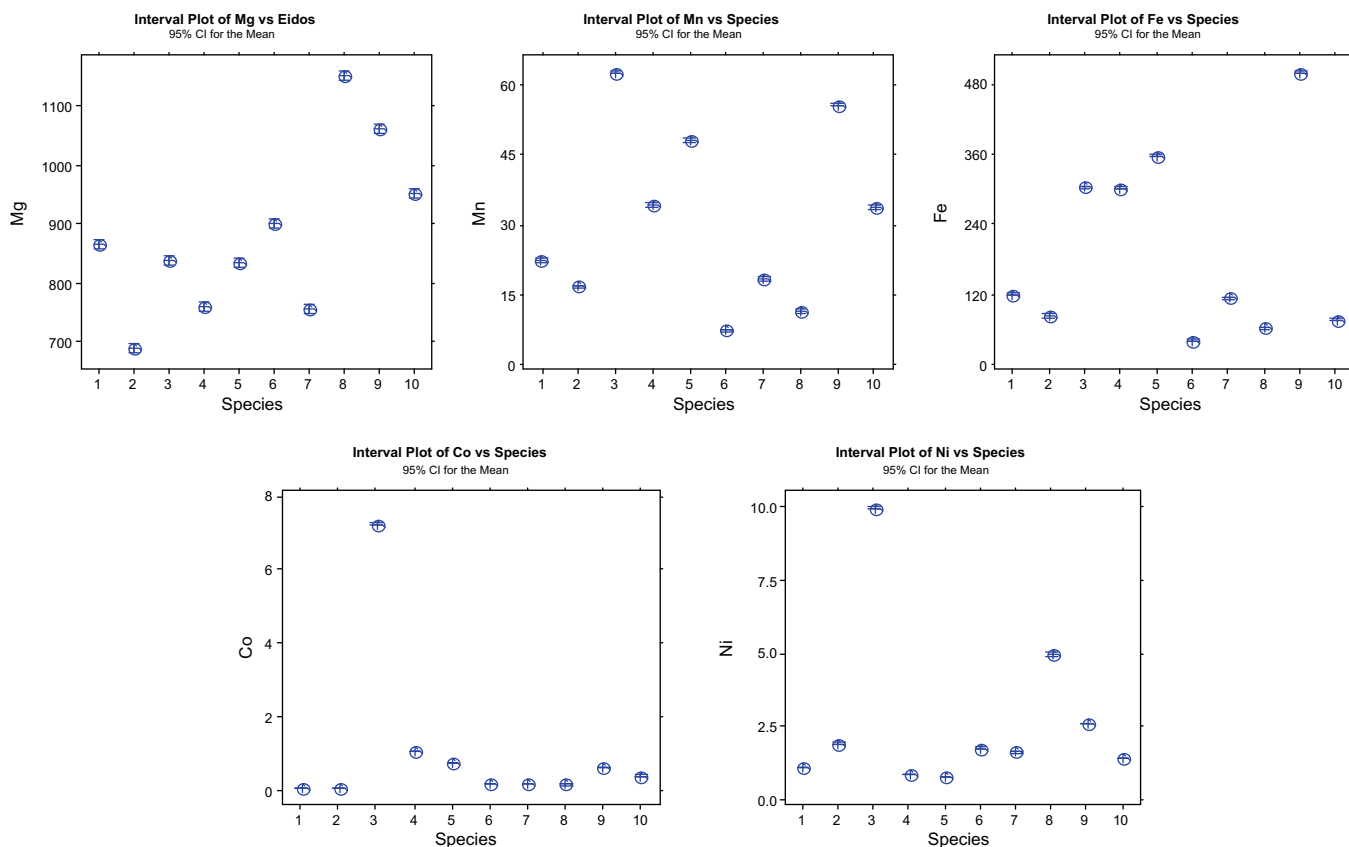 Interval Plot of Mg vs Eidos
95% CI for the Mean
Mg
1100
1000
900
800
700
1 2 3 4 5 6 7 8 9 10
Species
Interval Plot of Mn vs Species
95% CI for the Mean
Mn
60
45
30
15
0
1 2 3 4 5 6 7 8 9 10
Species
Interval Plot of Fe vs Species
95% CI for the Mean
Fe
480
360
240
120
0
1 2 3 4 5 6 7 8 9 10
Species
Interval Plot of Co vs Species
95% CI for the Mean
Co
8
6
4
2
0
1 2 3 4 5 6 7 8 9 10
Species
Interval Plot of Ni vs Species
95% CI for the Mean
Ni
10.0
7.5
5.0
2.5
0.0
1 2 3 4 5 6 7 8 9 10
Species